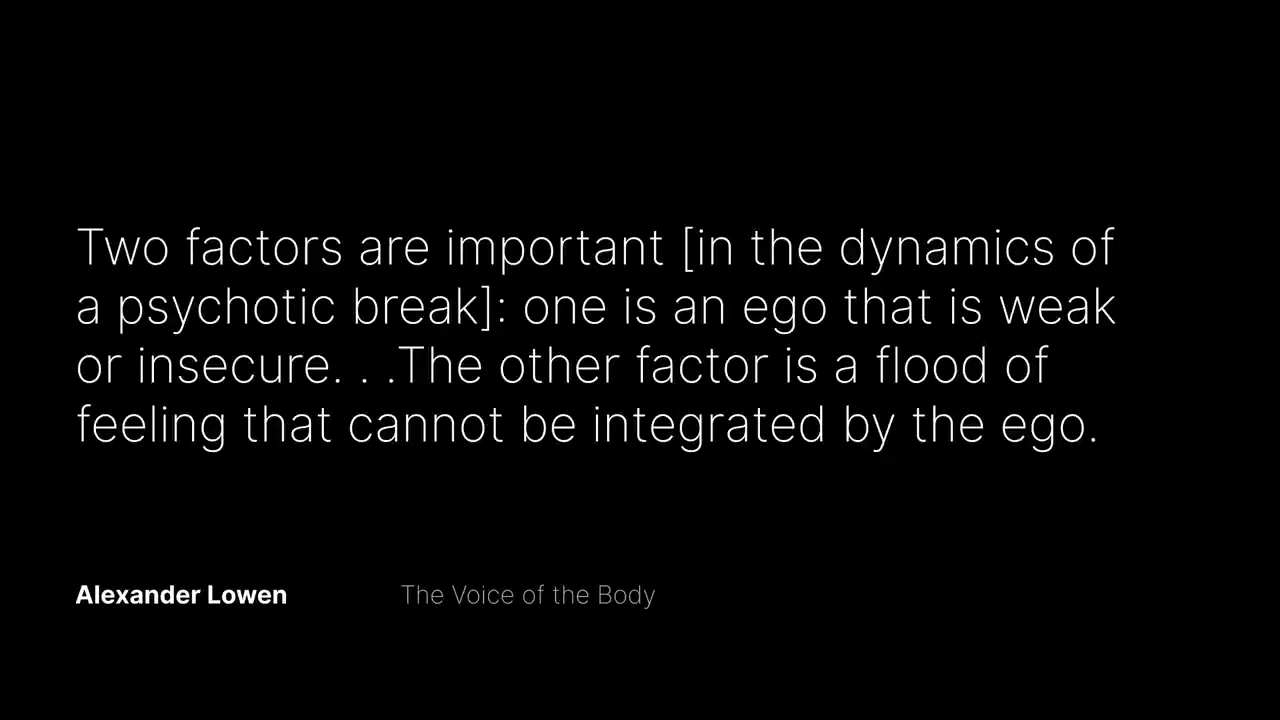 Two factors are important [in the dynamics of
a psychotic break]: one is an ego that is weak
or insecure. . .The other factor is a flood of
feeling that cannot be integrated by the ego.
Alexander Lowen The Voice of the Body